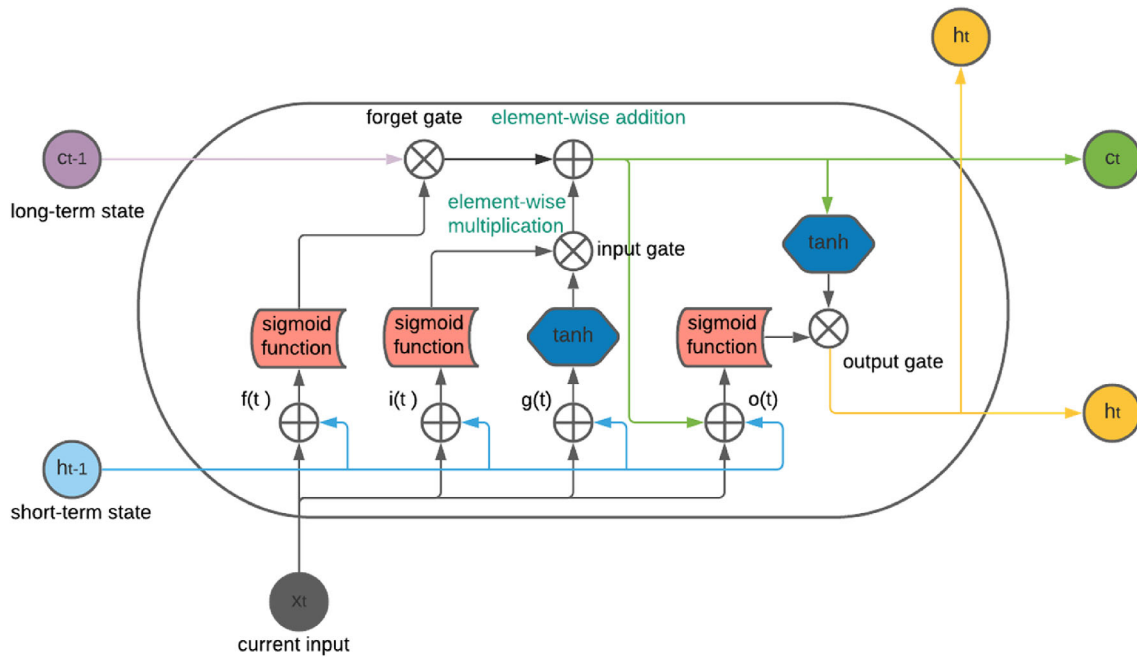 ht
forget gate
element-wise addition
ct-1
ct
long-term state
element-wise
multiplication
input gate
tanh
sigmoid
function
sigmoid
function
tanh
sigmoid
function
output gate
f(t )
i(t )
g(t)
o(t)
ht
ht-1
short-term state
xt
current input